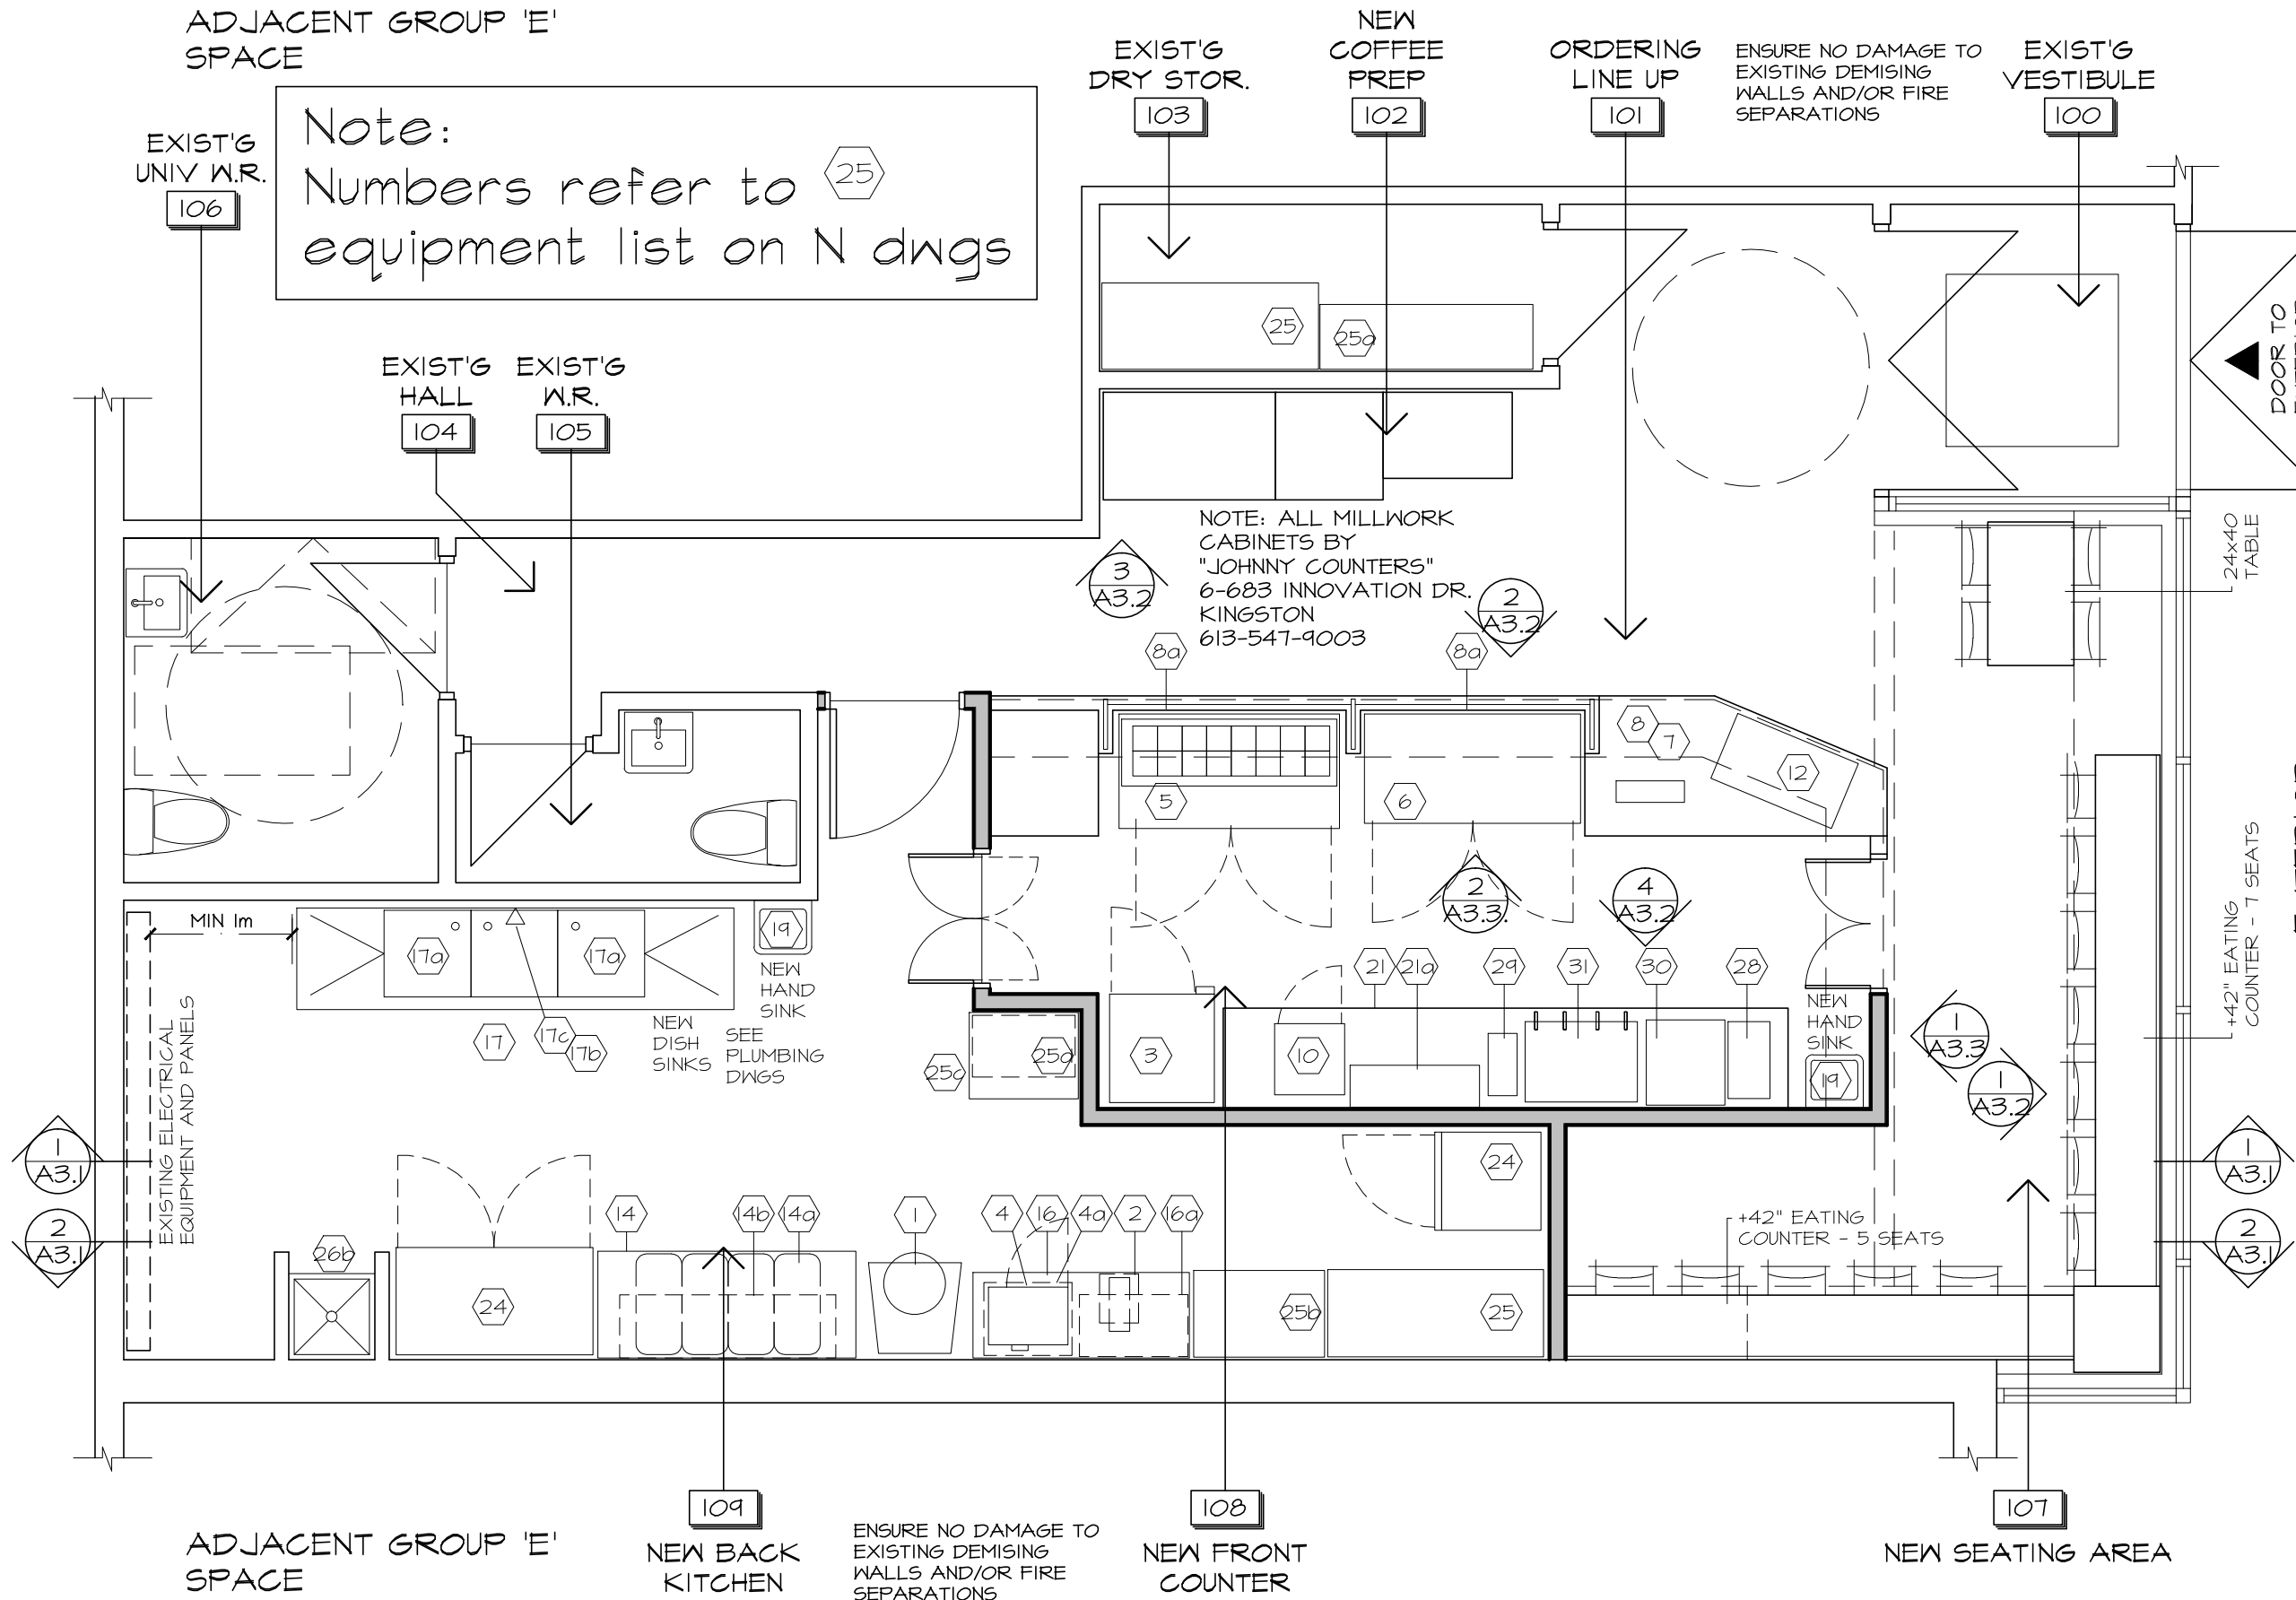 ADJACENT GROUP 'E'
SPACE
Note:
Numbers refer to 25
equipment list on N dwgs
EXIST'G
UNIV W.R.
106
EXIST'G
DRY STOR.
103
NEW
COFFEE
PREP
102
ORDERING
LINE UP
101
ENSURE NO DAMAGE TO
EXISTING DEMISING
WALLS AND/OR FIRE
SEPARATIONS
EXIST'G
VESTIBULE
100
EXIST'G
HALL
104
EXIST'G
W.R.
105
25
25a
DOOR TO
NOTE: ALL MILLWORK
CABINETS BY
"JOHNNY COUNTERS"
6-683 INNOVATION DR.
KINGSTON
613-547-9003
3
A3.2
2
A3.2
24x40
TABLE
8a
8a
8
7
12
5
6
2
A3.3.
4
A3.2
MIN 1m
17a
17a
19
NEW
HAND
SINK
17
17c
17b
NEW
DISH
SINKS
SEE
PLUMBING
DWGS
EXISTING ELECTRICAL
EQUIPMENT AND PANELS
25c
25d
3
10
21
21a
29
31
30
28
NEW
HAND
SINK
19
1
A3.3
1
A3.2
+42" EATING
COUNTER - 7 SEATS
1
A3.1
2
A3.1
1
A3.1
2
A3.1
26b
24
14
14b
14a
1
4
16
4a
2
16a
24
25b
25
+42" EATING
COUNTER - 5 SEATS
109
NEW BACK
KITCHEN
108
NEW FRONT
COUNTER
107
NEW SEATING AREA
ADJACENT GROUP 'E'
SPACE
ENSURE NO DAMAGE TO
EXISTING DEMISING
WALLS AND/OR FIRE
SEPARATIONS